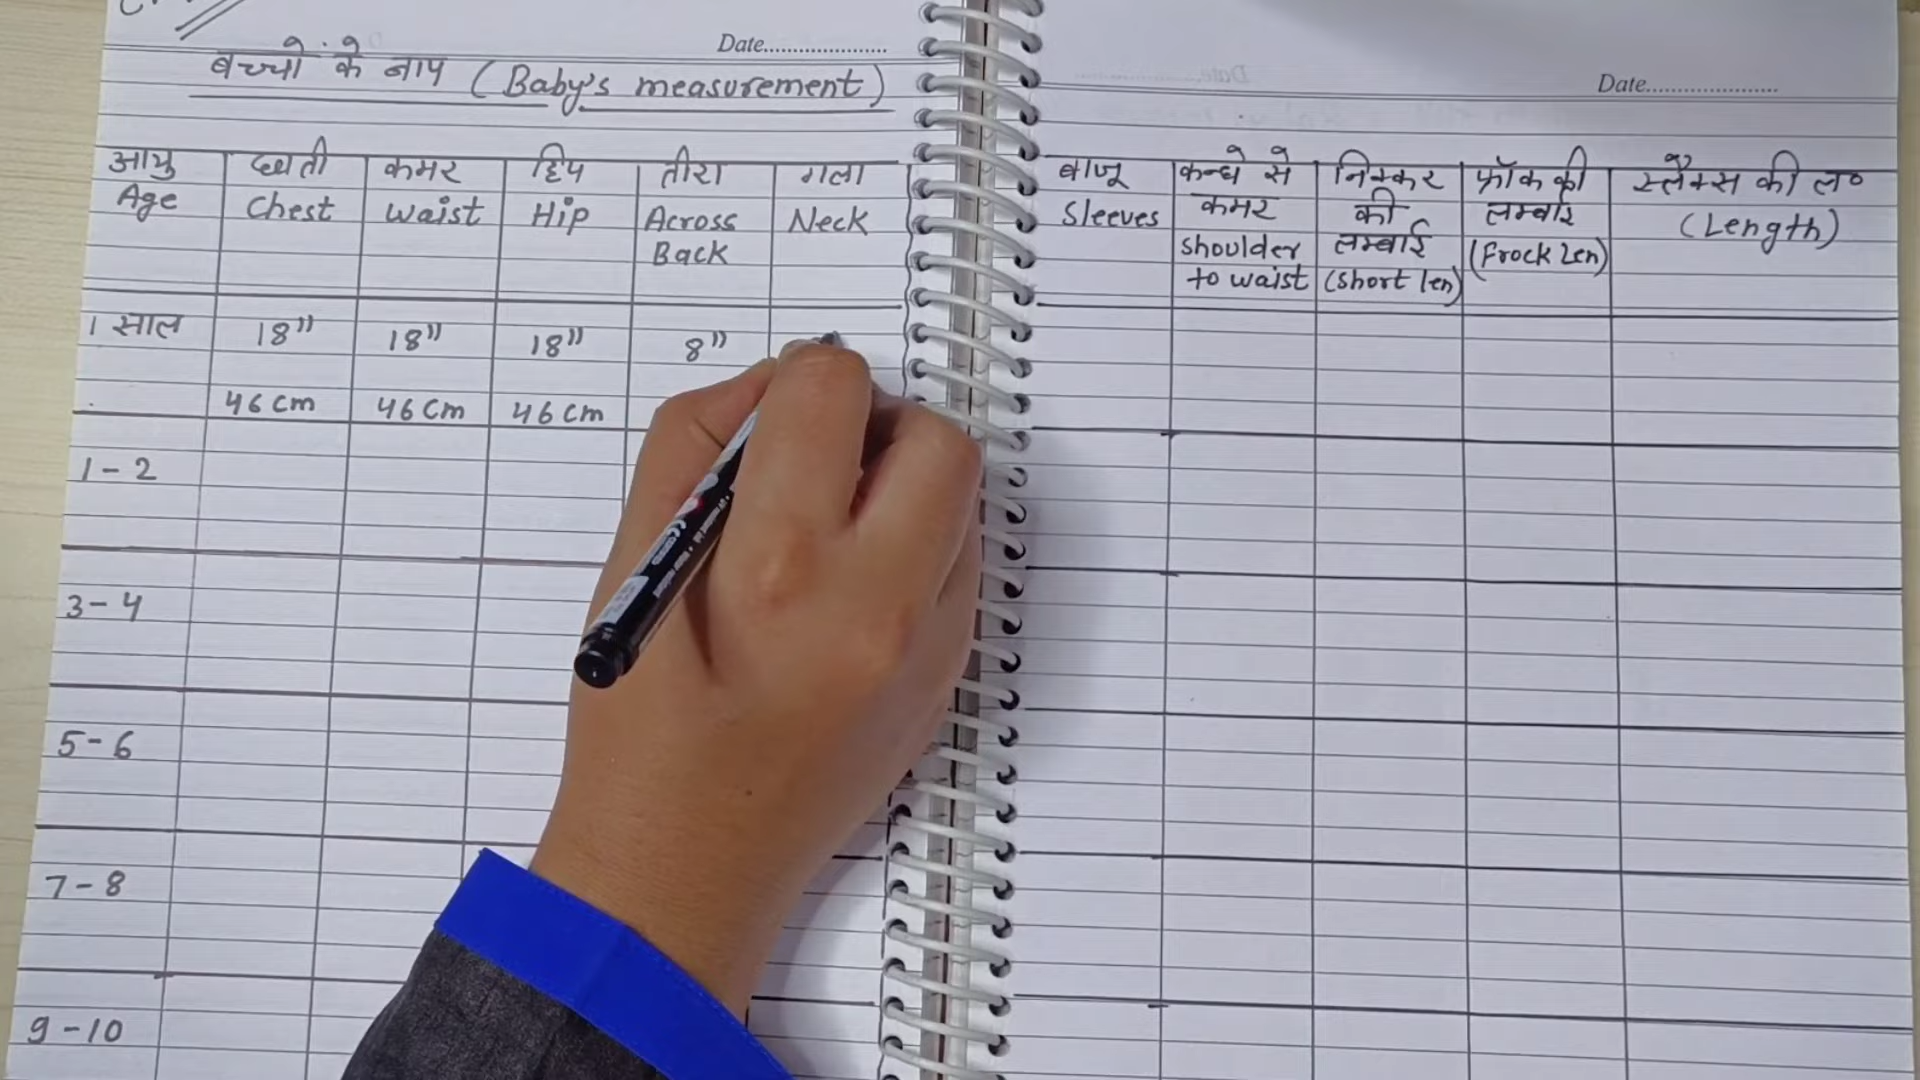 Date.....................
बच्चों के नाप (Baby's measurement)
आयु
Age
छाती
Chest
कमर
waist
हिप
Hip
तीरा
Across
Back
गला
Neck
1 साल
18"
18"
18"
8"
46 cm
46 cm
46 cm
1-2
3-4
5-6
7-8
9-10
Date.....................
बाजू
Sleeves
कन्धे से
कमर
shoulder
to waist
निक्कर
की
लम्बाई
(short len)
फॉक की
लम्बाई
(Frock Len)
स्लैक्स की ल०
(Length)